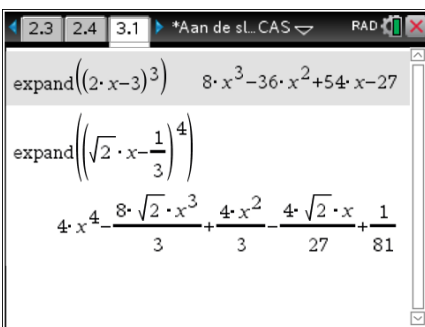 2.3 2.4 3.1 *Aan de sl…CAS RAD
expand((2·x−3)³) 8·x³−36·x²+54·x−27
expand((√2·x−1/3)⁴)
4·x⁴−8·√2·x³/3+4·x²/3−4·√2·x/27+1/81